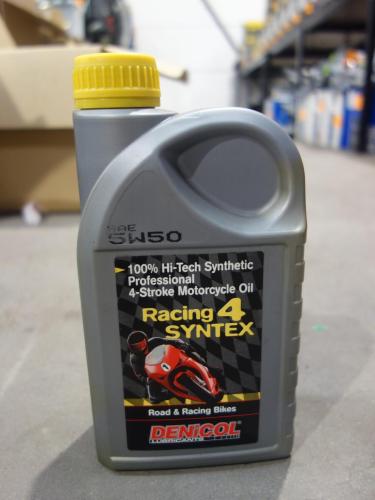 SAE
5W50
100% Hi-Tech Synthetic
Professional
4-Stroke Motorcycle Oil
Racing 4
SYNTEX
1
Road & Racing Bikes
DENiCOL
LUBRICANTS